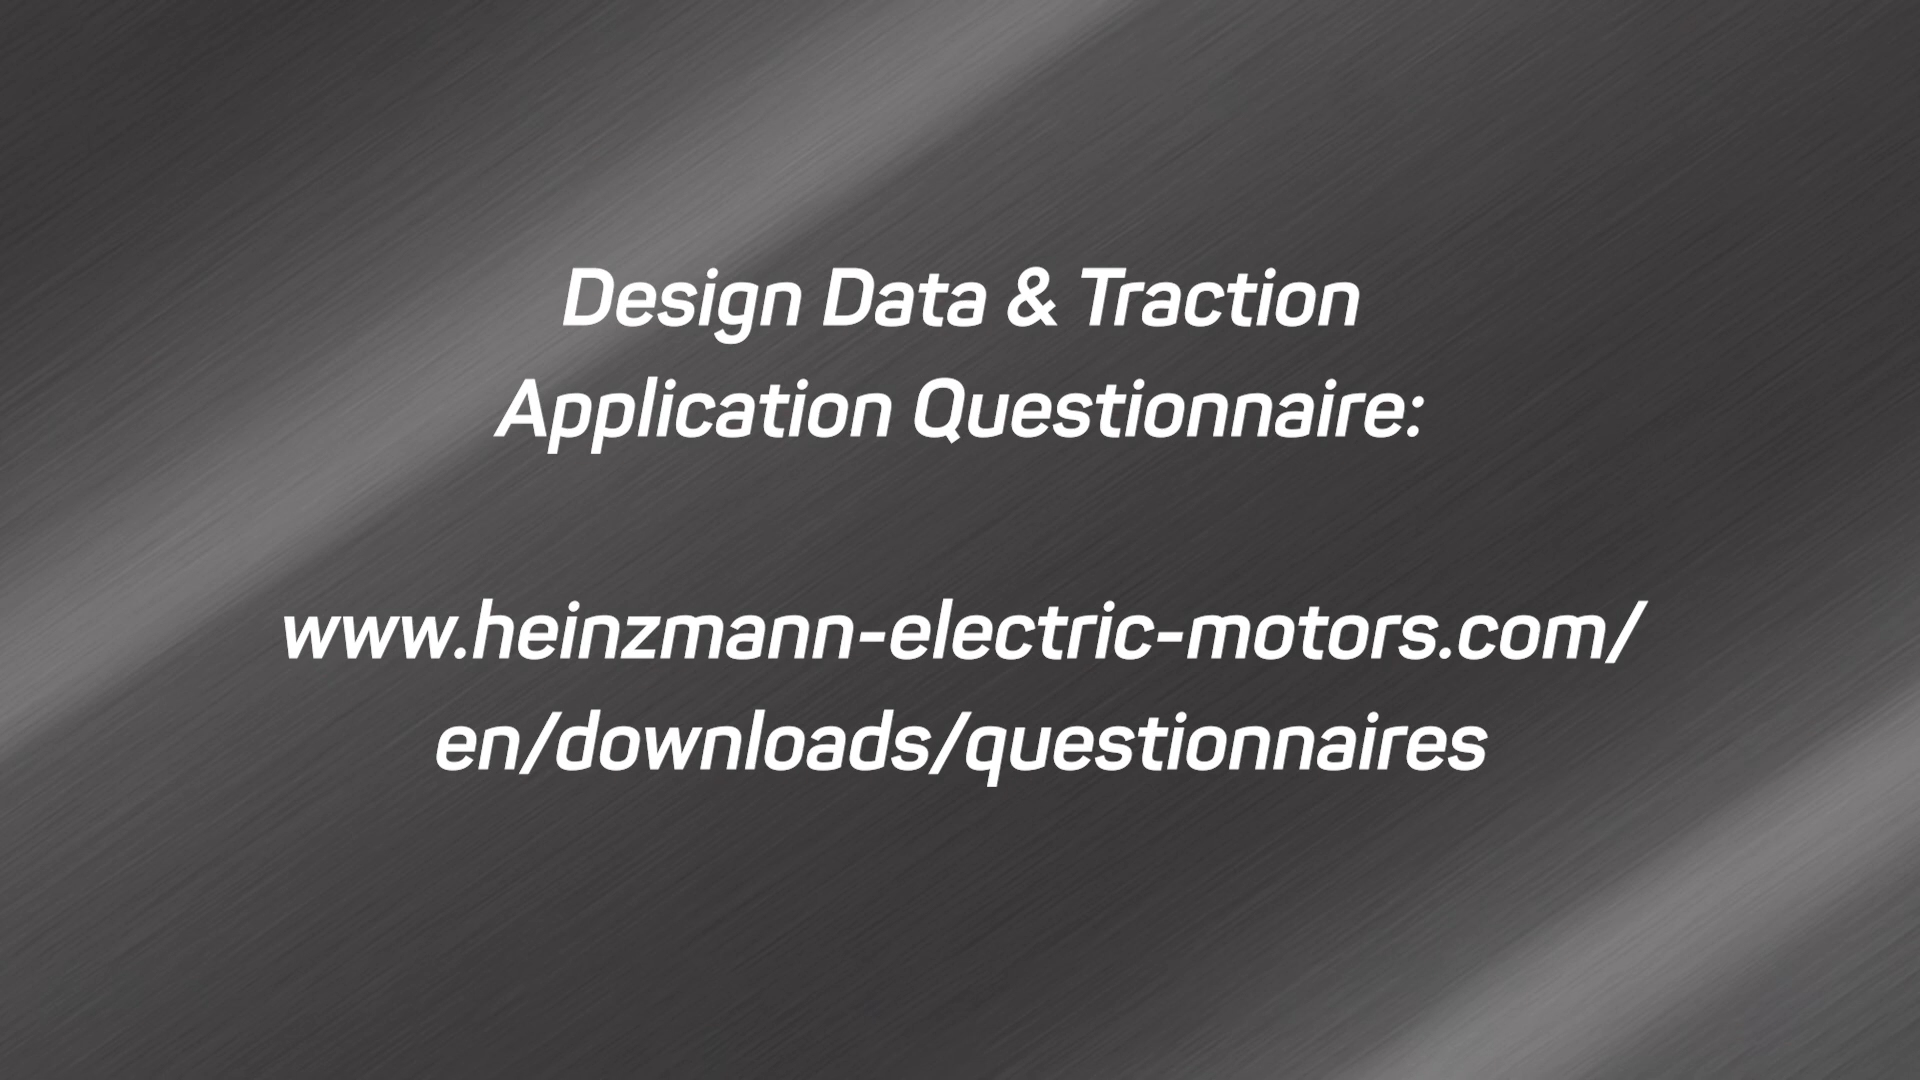 Design Data & Traction
Application Questionnaire:
www.heinzmann-electric-motors.com/
en/downloads/questionnaires